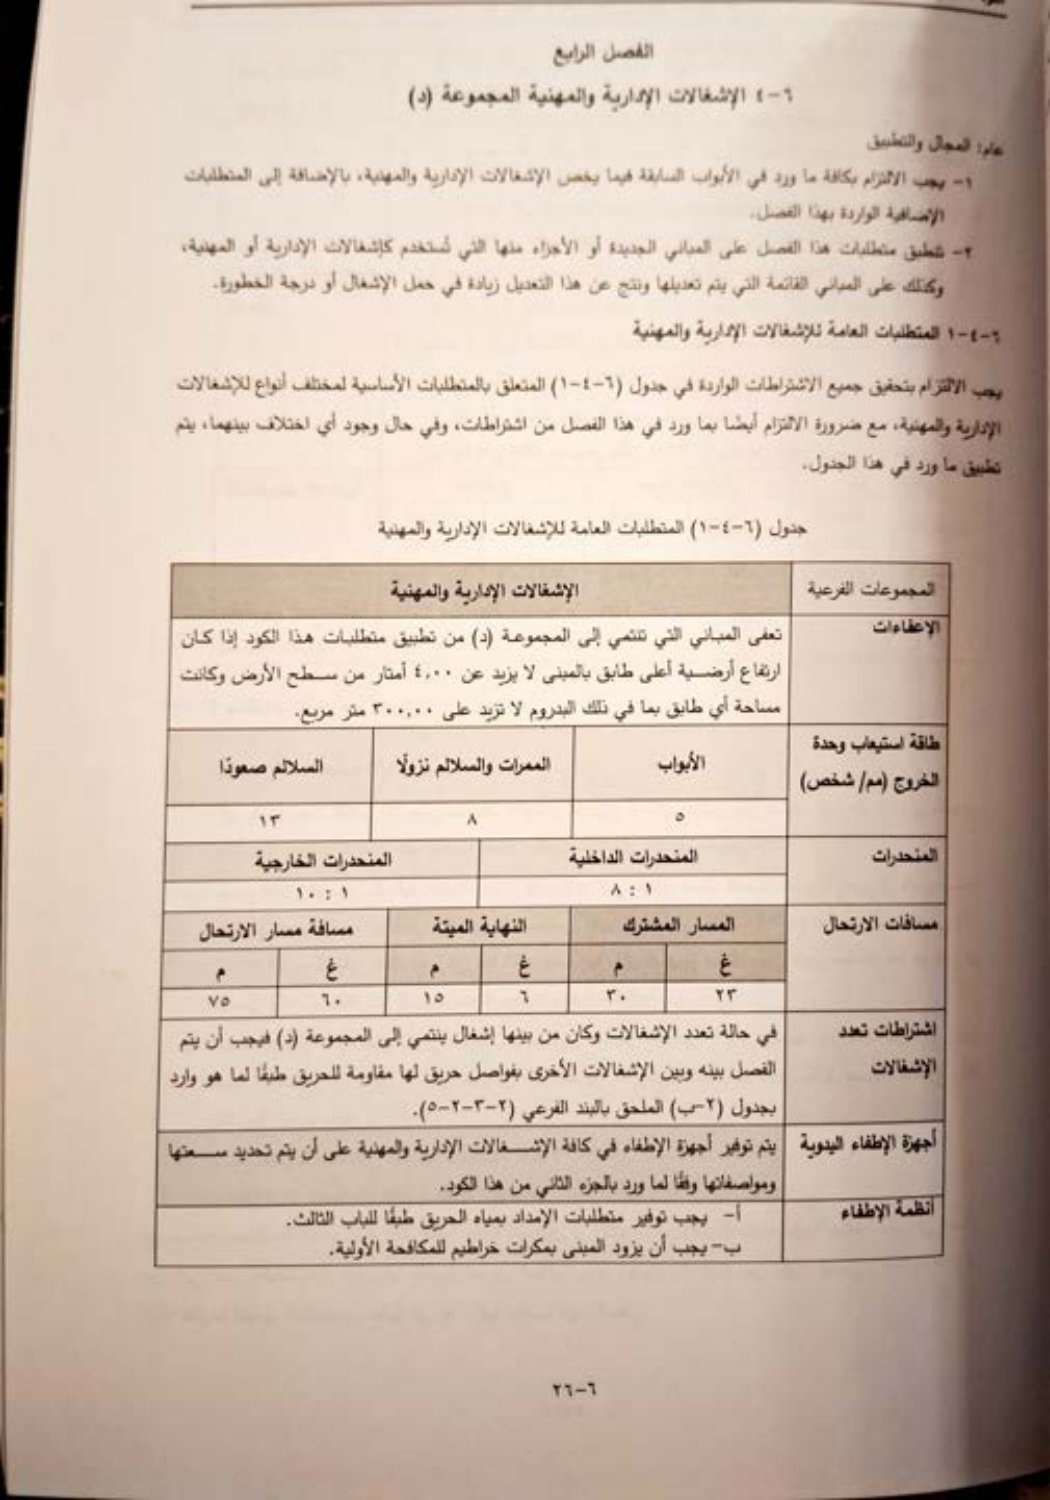 الفصل الرابع
٦-٤ الإشغالات الإدارية والمهنية المجموعة (د)
عام: المجال والتطبيق
١- يجب الالتزام بكافة ما ورد في الأبواب السابقة فيما يخص الإشغالات الإدارية والمهنية، بالإضافة إلى المتطلبات
الإضافية الواردة بهذا الفصل.
٢- تنطبق متطلبات هذا الفصل على المباني الجديدة أو الأجزاء منها التي تُستخدم كإشغالات الإدارية أو المهنية،
وكذلك على المباني القائمة التي يتم تعديلها ونتج عن هذا التعديل زيادة في حمل الإشغال أو درجة الخطورة.
٦-٤-١ المتطلبات العامة للإشغالات الإدارية والمهنية
يجب الالتزام بتحقيق جميع الاشتراطات الواردة في جدول (٦-٤-١) المتعلق بالمتطلبات الأساسية لمختلف أنواع للإشغالات
الإدارية والمهنية، مع ضرورة الالتزام أيضًا بما ورد في هذا الفصل من اشتراطات، وفي حال وجود أي اختلاف بينهما، يتم
تطبيق ما ورد في هذا الجدول.
جدول (٦-٤-١) المتطلبات العامة للإشغالات الإدارية والمهنية
المجموعات الفرعية الإشغالات الإدارية والمهنية
الإعفاءات تعفى المباني التي تنتمي إلى المجموعة (د) من تطبيق متطلبات هذا الكود إذا كان
ارتفاع أرضية أعلى طابق بالمبنى لا يزيد عن ٤,٠٠ أمتار من سطح الأرض وكانت
مساحة أي طابق بما في ذلك البدروم لا تزيد على ٣٠٠,٠٠ متر مربع.
طاقة استيعاب وحدة
الخروج (مم/ شخص) الأبواب الممرات والسلالم نزولًا السلالم صعودًا
٥ ٨ ١٣
المنحدرات المنحدرات الداخلية المنحدرات الخارجية
١ : ٨ ١ : ١٠
مسافات الارتحال المسار المشترك النهاية الميتة مسافة مسار الارتحال
غ م غ م غ م
٢٣ ٣٠ ٦ ١٥ ٦٠ ٧٥
اشتراطات تعدد في حالة تعدد الإشغالات وكان من بينها إشغال ينتمي إلى المجموعة (د) فيجب أن يتم
الإشغالات الفصل بينه وبين الإشغالات الأخرى بفواصل حريق لها مقاومة للحريق طبقًا لما هو وارد
بجدول (٢-ب) الملحق بالبند الفرعي (٢-٣-٢-٥).
أجهزة الإطفاء اليدوية يتم توفير أجهزة الإطفاء في كافة الإشغالات الإدارية والمهنية على أن يتم تحديد سعتها
ومواصفاتها وفقًا لما ورد بالجزء الثاني من هذا الكود.
أنظمة الإطفاء أ- يجب توفير متطلبات الإمداد بمياه الحريق طبقًا للباب الثالث.
ب- يجب أن يزود المبنى بمكرات خراطيم للمكافحة الأولية.
٦-٢٦